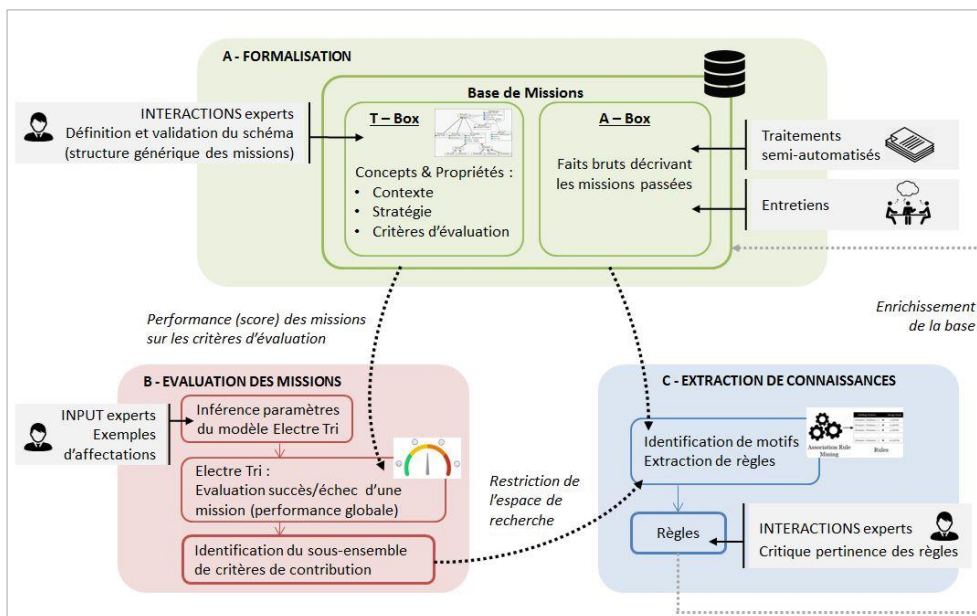 A - FORMALISATION
Base de Missions
INTERACTIONS experts
Définition et validation du schéma
(structure générique des missions)
T – Box
Concepts & Propriétés :
• Contexte
• Stratégie
• Critères d'évaluation
A – Box
Faits bruts décrivant
les missions passées
Traitements
semi-automatisés
Entretiens
Performance (score) des missions
sur les critères d'évaluation
Enrichissement
de la base
B - EVALUATION DES MISSIONS
INPUT experts
Exemples
d'affectations
Inférence paramètres
du modèle Electre Tri
Electre Tri :
Evaluation succès/échec d'une
mission (performance globale)
Identification du sous-ensemble
de critères de contribution
Restriction de
l'espace de
recherche
C - EXTRACTION DE CONNAISSANCES
Identification de motifs
Extraction de règles
Association Rule
Mining
Rules
Règles
INTERACTIONS experts
Critique pertinence des règles